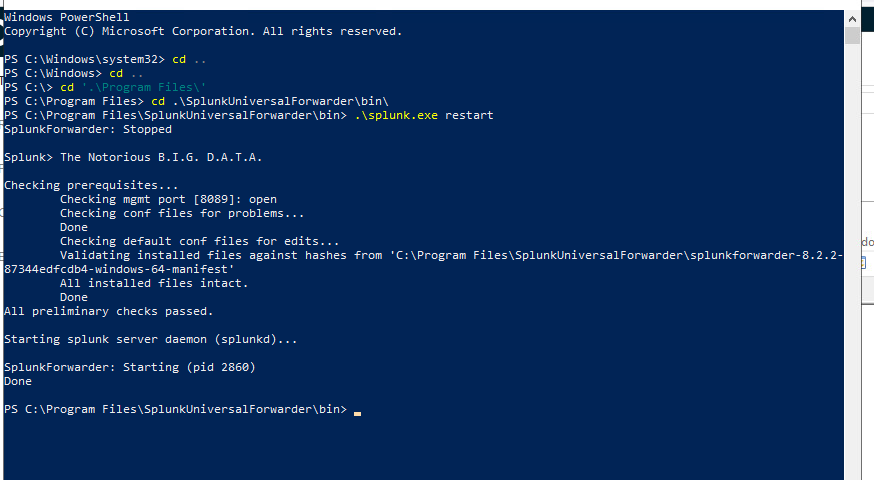 Windows PowerShell
Copyright (C) Microsoft Corporation. All rights reserved.
PS C:\Windows\system32> cd ..
PS C:\Windows> cd ..
PS C:\> cd '.\Program Files\'
PS C:\Program Files> cd .\SplunkUniversalForwarder\bin\
PS C:\Program Files\SplunkUniversalForwarder\bin> .\splunk.exe restart
SplunkForwarder: Stopped
Splunk> The Notorious B.I.G. D.A.T.A.
Checking prerequisites...
Checking mgmt port [8089]: open
Checking conf files for problems...
Done
Checking default conf files for edits...
Validating installed files against hashes from 'C:\Program Files\SplunkUniversalForwarder\splunkforwarder-8.2.2-
87344edfcdb4-windows-64-manifest'
All installed files intact.
Done
All preliminary checks passed.
Starting splunk server daemon (splunkd)...
SplunkForwarder: Starting (pid 2860)
Done
PS C:\Program Files\SplunkUniversalForwarder\bin>